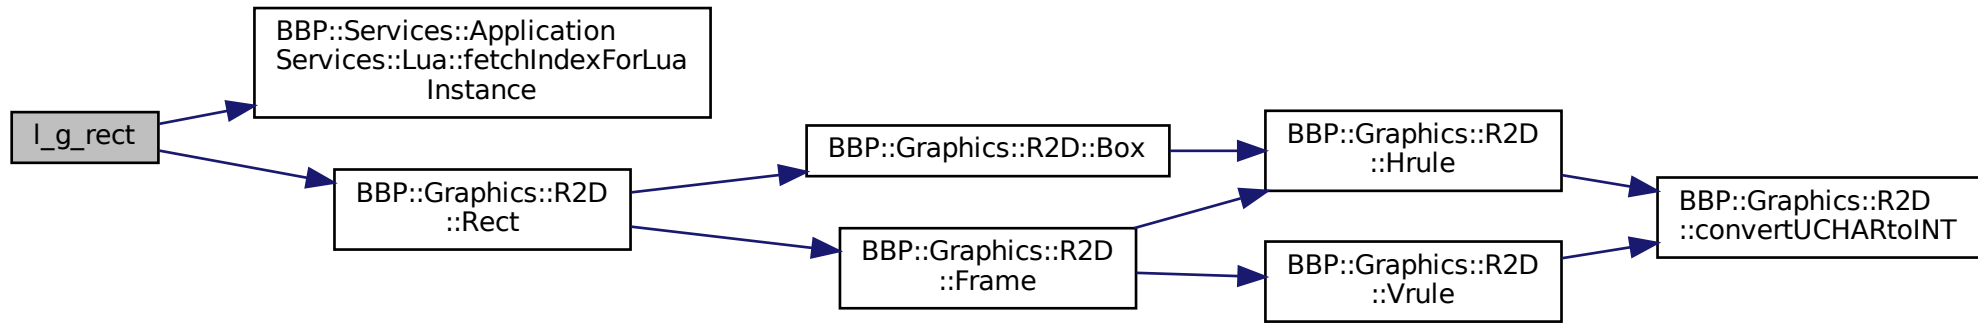 BBP::Services::Application
Services::Lua::fetchIndexForLua
Instance
l_g_rect
BBP::Graphics::R2D
::Rect
BBP::Graphics::R2D::Box
BBP::Graphics::R2D
::Frame
BBP::Graphics::R2D
::Hrule
BBP::Graphics::R2D
::Vrule
BBP::Graphics::R2D
::convertUCHARtoINT